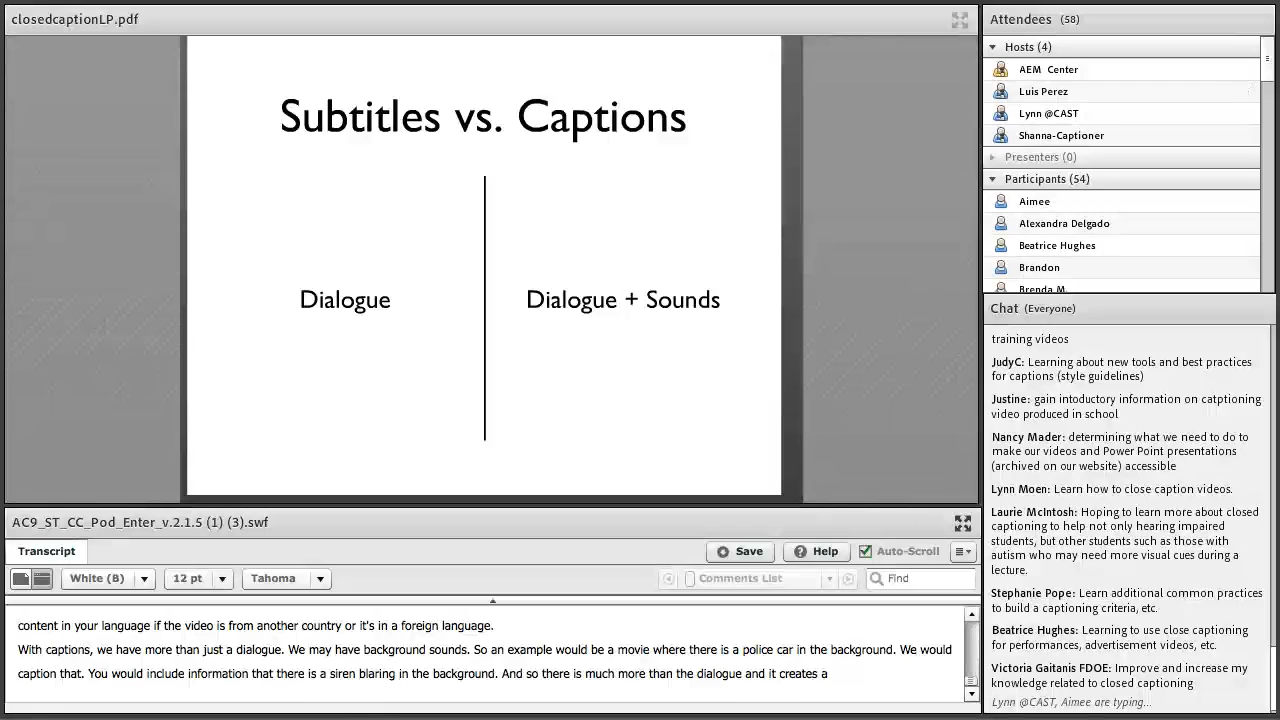 closedcaptionLP.pdf
Subtitles vs. Captions
Dialogue
Dialogue + Sounds
AC9_ST_CC_Pod_Enter_v.2.1.5 (1) (3).swf
Transcript
Save
Help
Auto-Scroll
White (B)
12 pt
Tahoma
Comments List
Find
content in your language if the video is from another country or it's in a foreign language.
With captions, we have more than just a dialogue. We may have background sounds. So an example would be a movie where there is a police car in the background. We would
caption that. You would include information that there is a siren blaring in the background. And so there is much more than the dialogue and it creates a
Attendees (58)
Hosts (4)
AEM Center
Luis Perez
Lynn @CAST
Shanna-Captioner
Presenters (0)
Participants (54)
Aimee
Alexandra Delgado
Beatrice Hughes
Brandon
Brenda M.
Chat (Everyone)
training videos
JudyC: Learning about new tools and best practices
for captions (style guidelines)
Justine: gain intoductory information on catptioning
video produced in school
Nancy Mader: determining what we need to do to
make our videos and Power Point presentations
(archived on our website) accessible
Lynn Moen: Learn how to close caption videos.
Laurie McIntosh: Hoping to learn more about closed
captioning to help not only hearing impaired
students, but other students such as those with
autism who may need more visual cues during a
lecture.
Stephanie Pope: Learn additional common practices
to build a captioning criteria, etc.
Beatrice Hughes: Learning to use close captioning
for performances, advertisement videos, etc.
Victoria Gaitanis FDOE: Improve and increase my
knowledge related to closed captioning
Lynn @CAST, Aimee are typing...